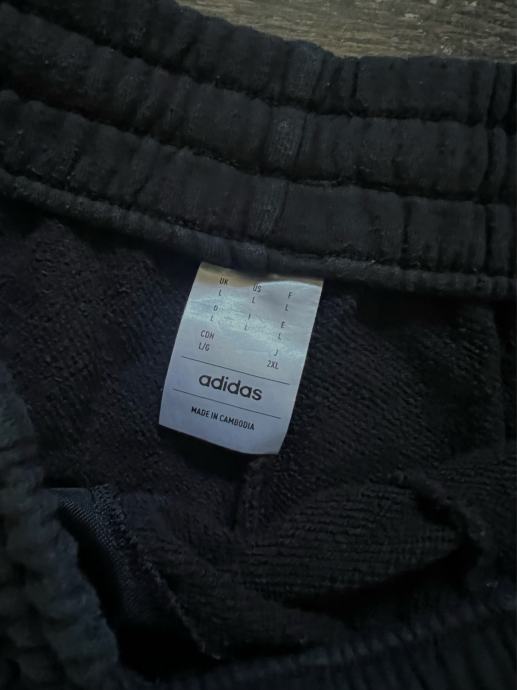 UK US F
L L L
D I E
L L L
CDN J
L/G 2XL
adidas
MADE IN CAMBODIA